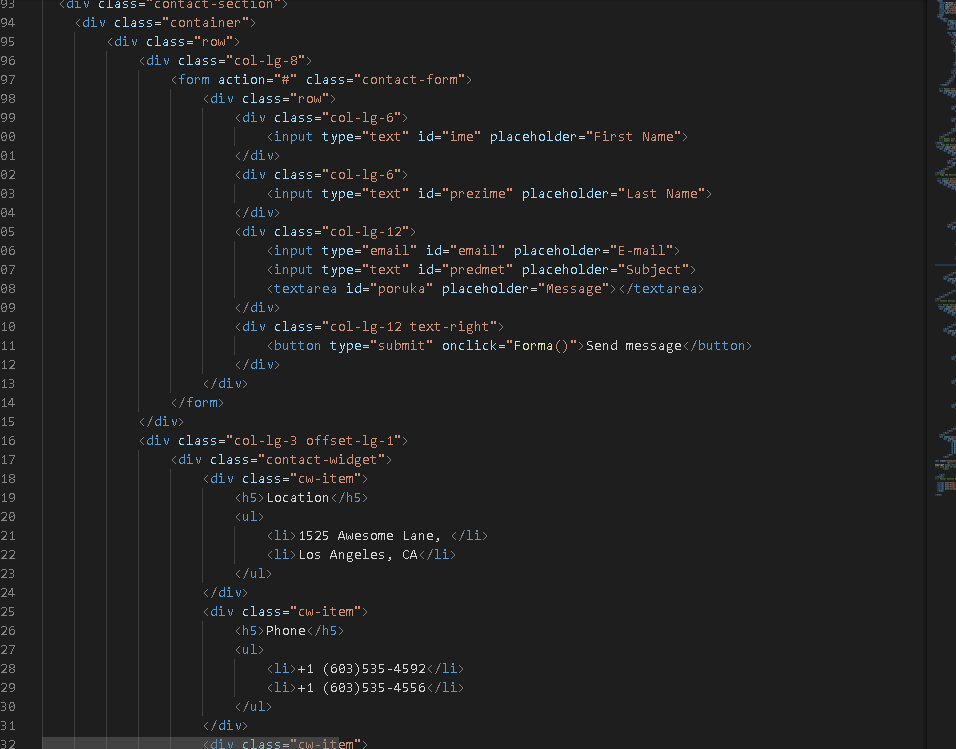 93 <div class="contact-section">
94 <div class="container">
95 <div class="row">
96 <div class="col-lg-8">
97 <form action="#" class="contact-form">
98 <div class="row">
99 <div class="col-lg-6">
00 <input type="text" id="ime" placeholder="First Name">
01 </div>
02 <div class="col-lg-6">
03 <input type="text" id="prezime" placeholder="Last Name">
04 </div>
05 <div class="col-lg-12">
06 <input type="email" id="email" placeholder="E-mail">
07 <input type="text" id="predmet" placeholder="Subject">
08 <textarea id="poruka" placeholder="Message"></textarea>
09 </div>
10 <div class="col-lg-12 text-right">
11 <button type="submit" onclick="Forma()">Send message</button>
12 </div>
13 </div>
14 </form>
15 </div>
16 <div class="col-lg-3 offset-lg-1">
17 <div class="contact-widget">
18 <div class="cw-item">
19 <h5>Location</h5>
20 <ul>
21 <li>1525 Awesome Lane, </li>
22 <li>Los Angeles, CA</li>
23 </ul>
24 </div>
25 <div class="cw-item">
26 <h5>Phone</h5>
27 <ul>
28 <li>+1 (603)535-4592</li>
29 <li>+1 (603)535-4556</li>
30 </ul>
31 </div>
32 <div class="cw-item">